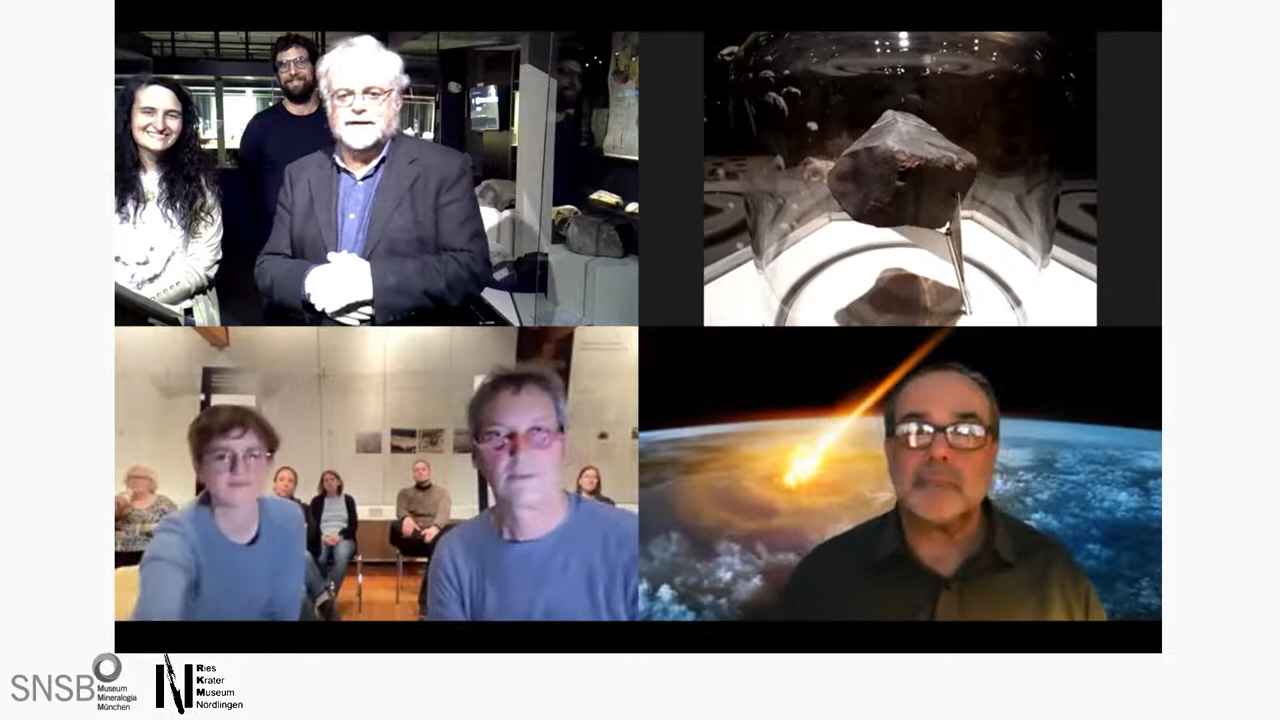 SNSB
Museum
Mineralogia
München
Ries
Krater
Museum
Nördlingen